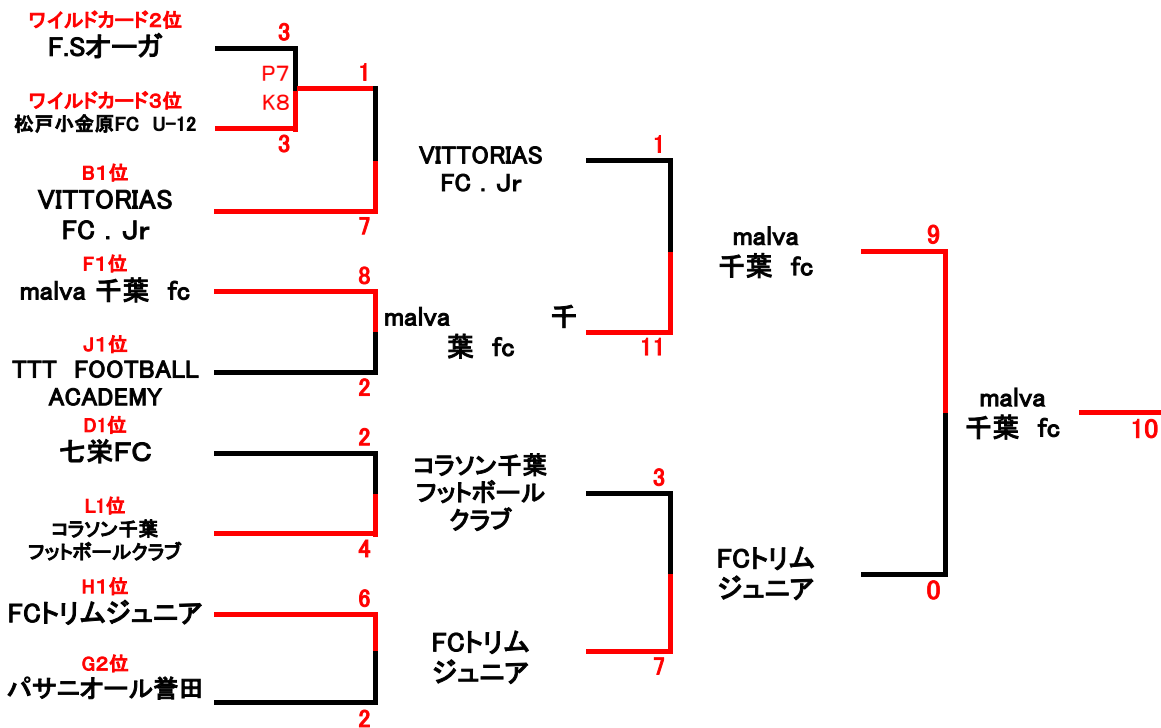 ワイルドカード2位
F.Sオーガ
3
P7
1
K8
ワイルドカード3位
松戸小金原FC U-12
3
B1位
VITTORIAS
FC . Jr
7
F1位
malva 千葉 fc
8
J1位
TTT FOOTBALL
ACADEMY
2
D1位
七栄FC
2
L1位
コラソン千葉
フットボールクラブ
4
H1位
FCトリムジュニア
6
G2位
パサニオール誉田
2
VITTORIAS
FC . Jr
1
malva 千
葉 fc
11
コラソン千葉
フットボール
クラブ
3
FCトリム
ジュニア
7
malva
千葉 fc
9
FCトリム
ジュニア
0
malva
千葉 fc
10